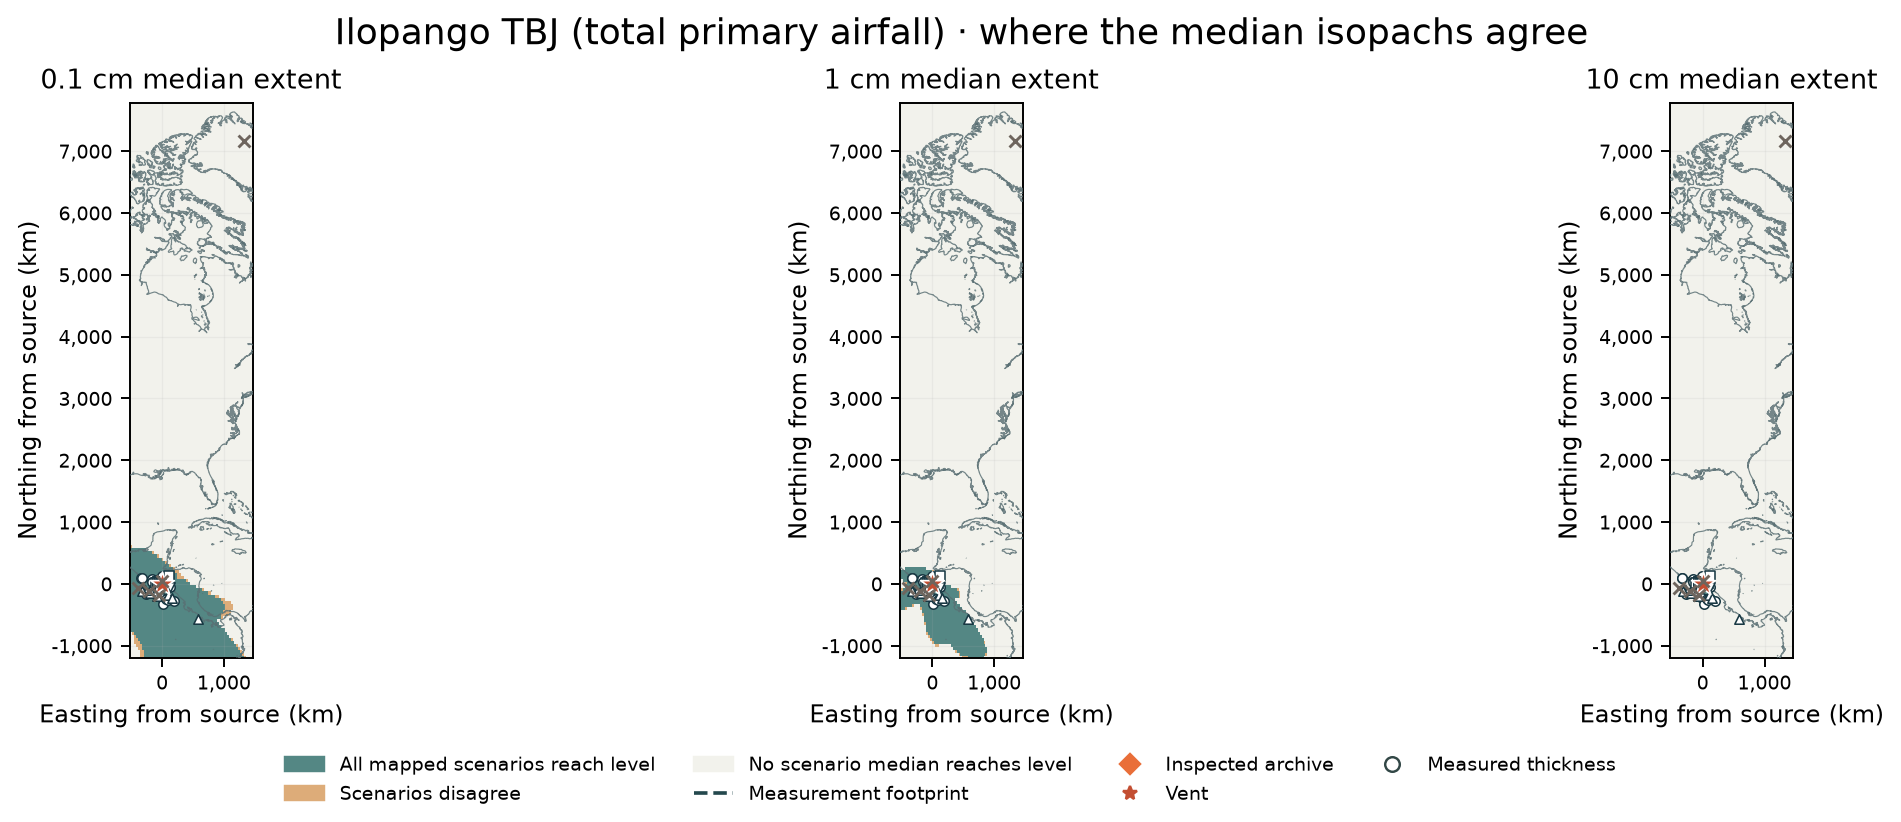 Ilopango TBJ (total primary airfall) · where the median isopachs agree
0.1 cm median extent
1 cm median extent
10 cm median extent
Northing from source (km)
7,000
6,000
5,000
4,000
3,000
2,000
1,000
0
-1,000
0
1,000
Easting from source (km)
Northing from source (km)
7,000
6,000
5,000
4,000
3,000
2,000
1,000
0
-1,000
0
1,000
Easting from source (km)
Northing from source (km)
7,000
6,000
5,000
4,000
3,000
2,000
1,000
0
-1,000
0
1,000
Easting from source (km)
All mapped scenarios reach level
Scenarios disagree
No scenario median reaches level
Measurement footprint
Inspected archive
Vent
Measured thickness